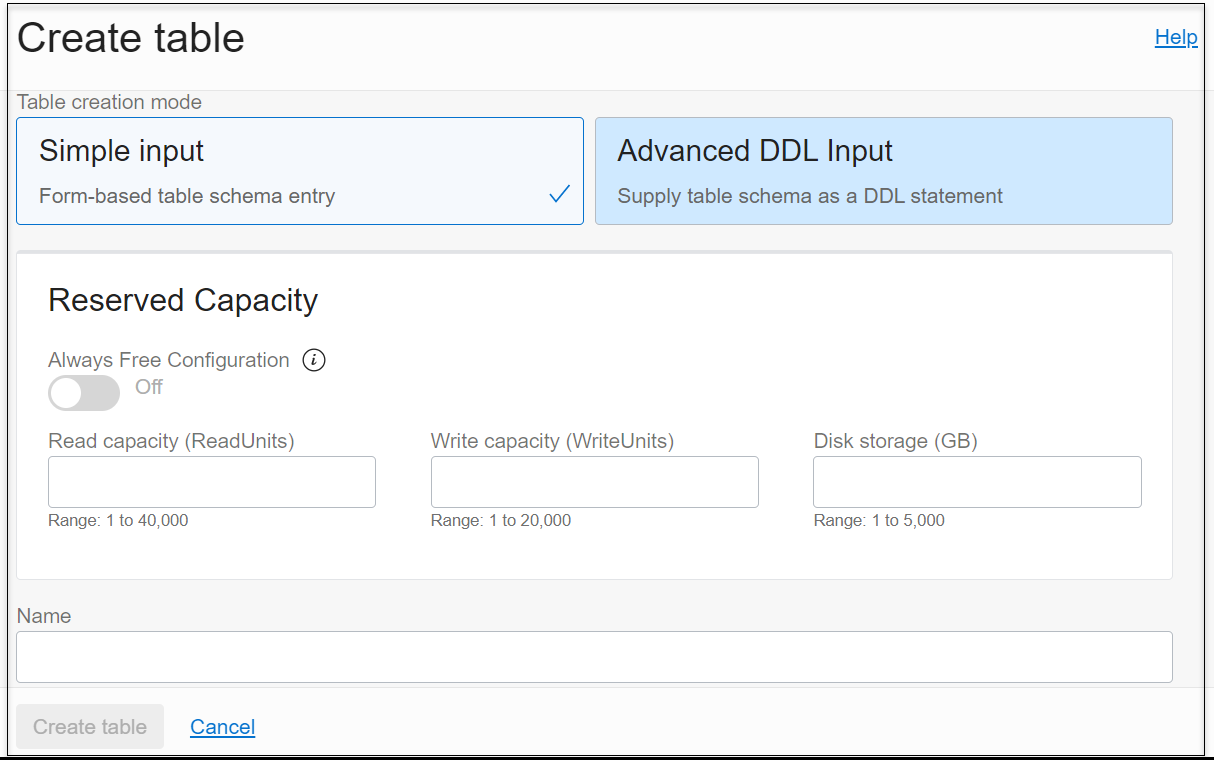 Create table
Help
Table creation mode
Simple input
Form-based table schema entry
Advanced DDL Input
Supply table schema as a DDL statement
Reserved Capacity
Always Free Configuration i
Off
Read capacity (ReadUnits)
Range: 1 to 40,000
Write capacity (WriteUnits)
Range: 1 to 20,000
Disk storage (GB)
Range: 1 to 5,000
Name
Create table
Cancel